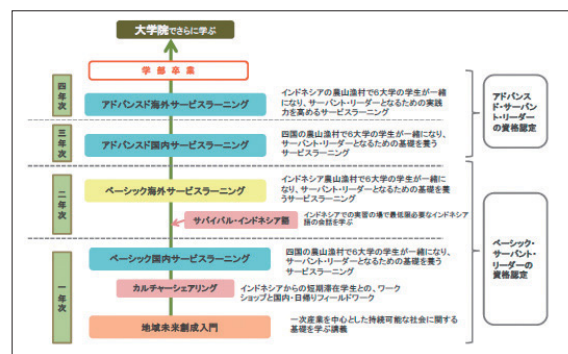 大学院でさらに学ぶ
学部卒業
四年次
アドバンスド海外サービスラーニング
インドネシアの農山漁村で6大学の学生が一緒
になり、サーバント・リーダーとなるための実践
力を高めるサービスラーニング
アドバンス
ド・サーバ
ント・リーダー
の資格認定
三年次
アドバンスド国内サービスラーニング
四国の農山漁村で6大学の学生が一緒になり、
サーバント・リーダーとなるための基礎を養う
サービスラーニング
二年次
ベーシック海外サービスラーニング
インドネシア農山漁村で6大学の学生が一緒に
なり、サーバント・リーダーとなるための基礎を養
うサービスラーニング
サバイバル・インドネシア語
インドネシアでの実習の場で最低限必要なインドネシア
語の会話を学ぶ
ベーシック・
サーバント・
リーダーの
資格認定
一年次
ベーシック国内サービスラーニング
四国の農山漁村で6大学の学生が一緒になり、
サーバント・リーダーとなるための基礎を養う
サービスラーニング
カルチャーシェアリング
インドネシアからの短期滞在学生との、ワーク
ショップと国内・日帰りフィールドワーク
地域未来創成入門
一次産業を中心とした持続可能な社会に関する
基礎を学ぶ講義